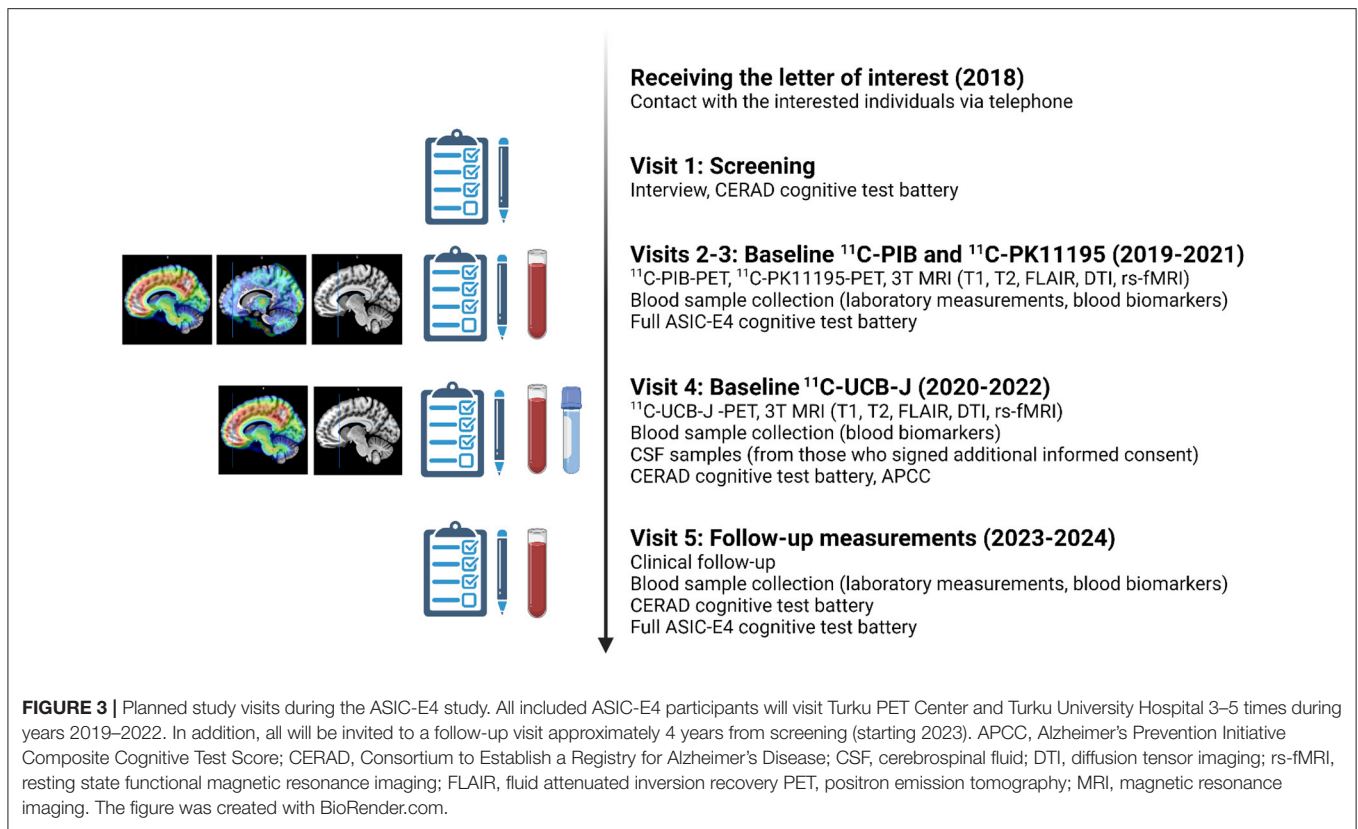 Receiving the letter of interest (2018)
Contact with the interested individuals via telephone
Visit 1: Screening
Interview, CERAD cognitive test battery
Visits 2-3: Baseline ¹¹C-PIB and ¹¹C-PK11195 (2019-2021)
¹¹C-PIB-PET, ¹¹C-PK11195-PET, 3T MRI (T1, T2, FLAIR, DTI, rs-fMRI)
Blood sample collection (laboratory measurements, blood biomarkers)
Full ASIC-E4 cognitive test battery
Visit 4: Baseline ¹¹C-UCB-J (2020-2022)
¹¹C-UCB-J -PET, 3T MRI (T1, T2, FLAIR, DTI, rs-fMRI)
Blood sample collection (blood biomarkers)
CSF samples (from those who signed additional informed consent)
CERAD cognitive test battery, APCC
Visit 5: Follow-up measurements (2023-2024)
Clinical follow-up
Blood sample collection (laboratory measurements, blood biomarkers)
CERAD cognitive test battery
Full ASIC-E4 cognitive test battery
FIGURE 3 | Planned study visits during the ASIC-E4 study. All included ASIC-E4 participants will visit Turku PET Center and Turku University Hospital 3–5 times during
years 2019–2022. In addition, all will be invited to a follow-up visit approximately 4 years from screening (starting 2023). APCC, Alzheimer's Prevention Initiative
Composite Cognitive Test Score; CERAD, Consortium to Establish a Registry for Alzheimer's Disease; CSF, cerebrospinal fluid; DTI, diffusion tensor imaging; rs-fMRI,
resting state functional magnetic resonance imaging; FLAIR, fluid attenuated inversion recovery PET, positron emission tomography; MRI, magnetic resonance
imaging. The figure was created with BioRender.com.